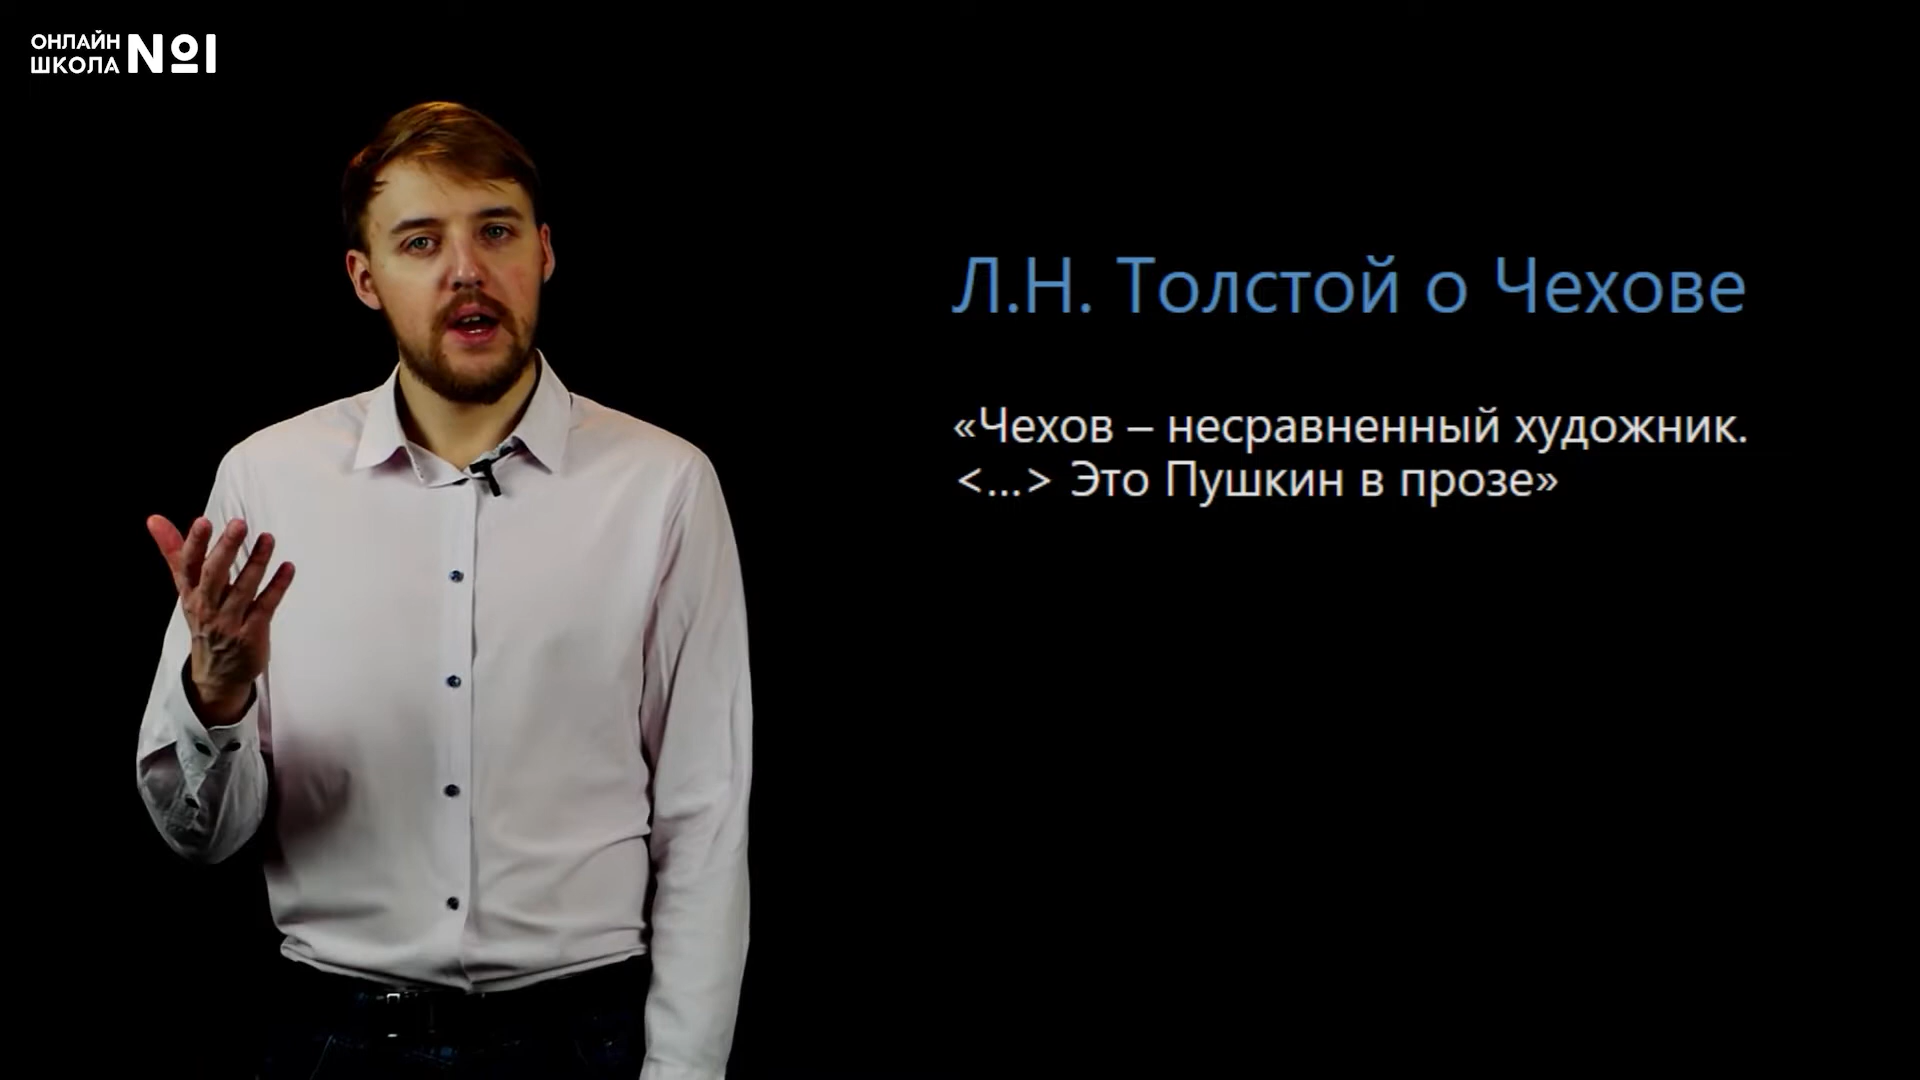 ОНЛАЙН
ШКОЛА №1
Л.Н. Толстой о Чехове
«Чехов – несравненный художник.
<...> Это Пушкин в прозе»